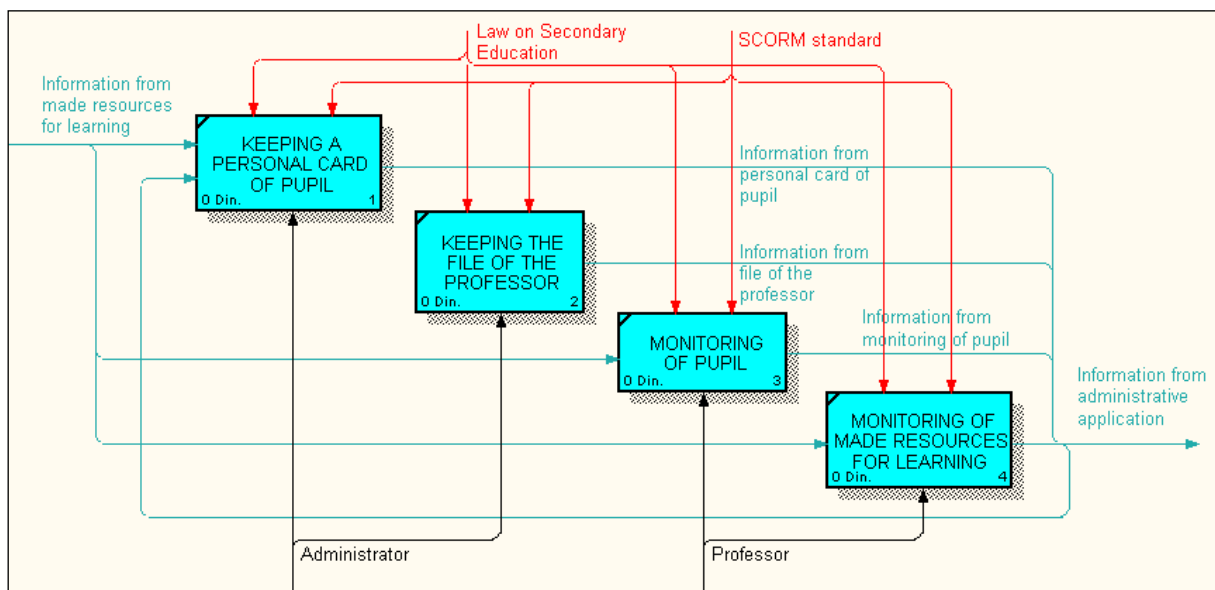 Law on Secondary
Education
SCORM standard
Information from
made resources
for learning
KEEPING A
PERSONAL CARD
OF PUPIL
0 Din. 1
Information from
personal card of
pupil
KEEPING THE
FILE OF THE
PROFESSOR
0 Din. 2
Information from
file of the
professor
MONITORING
OF PUPIL
0 Din. 3
Information from
monitoring of pupil
Information from
administrative
application
MONITORING OF
MADE RESOURCES
FOR LEARNING
0 Din. 4
Administrator
Professor